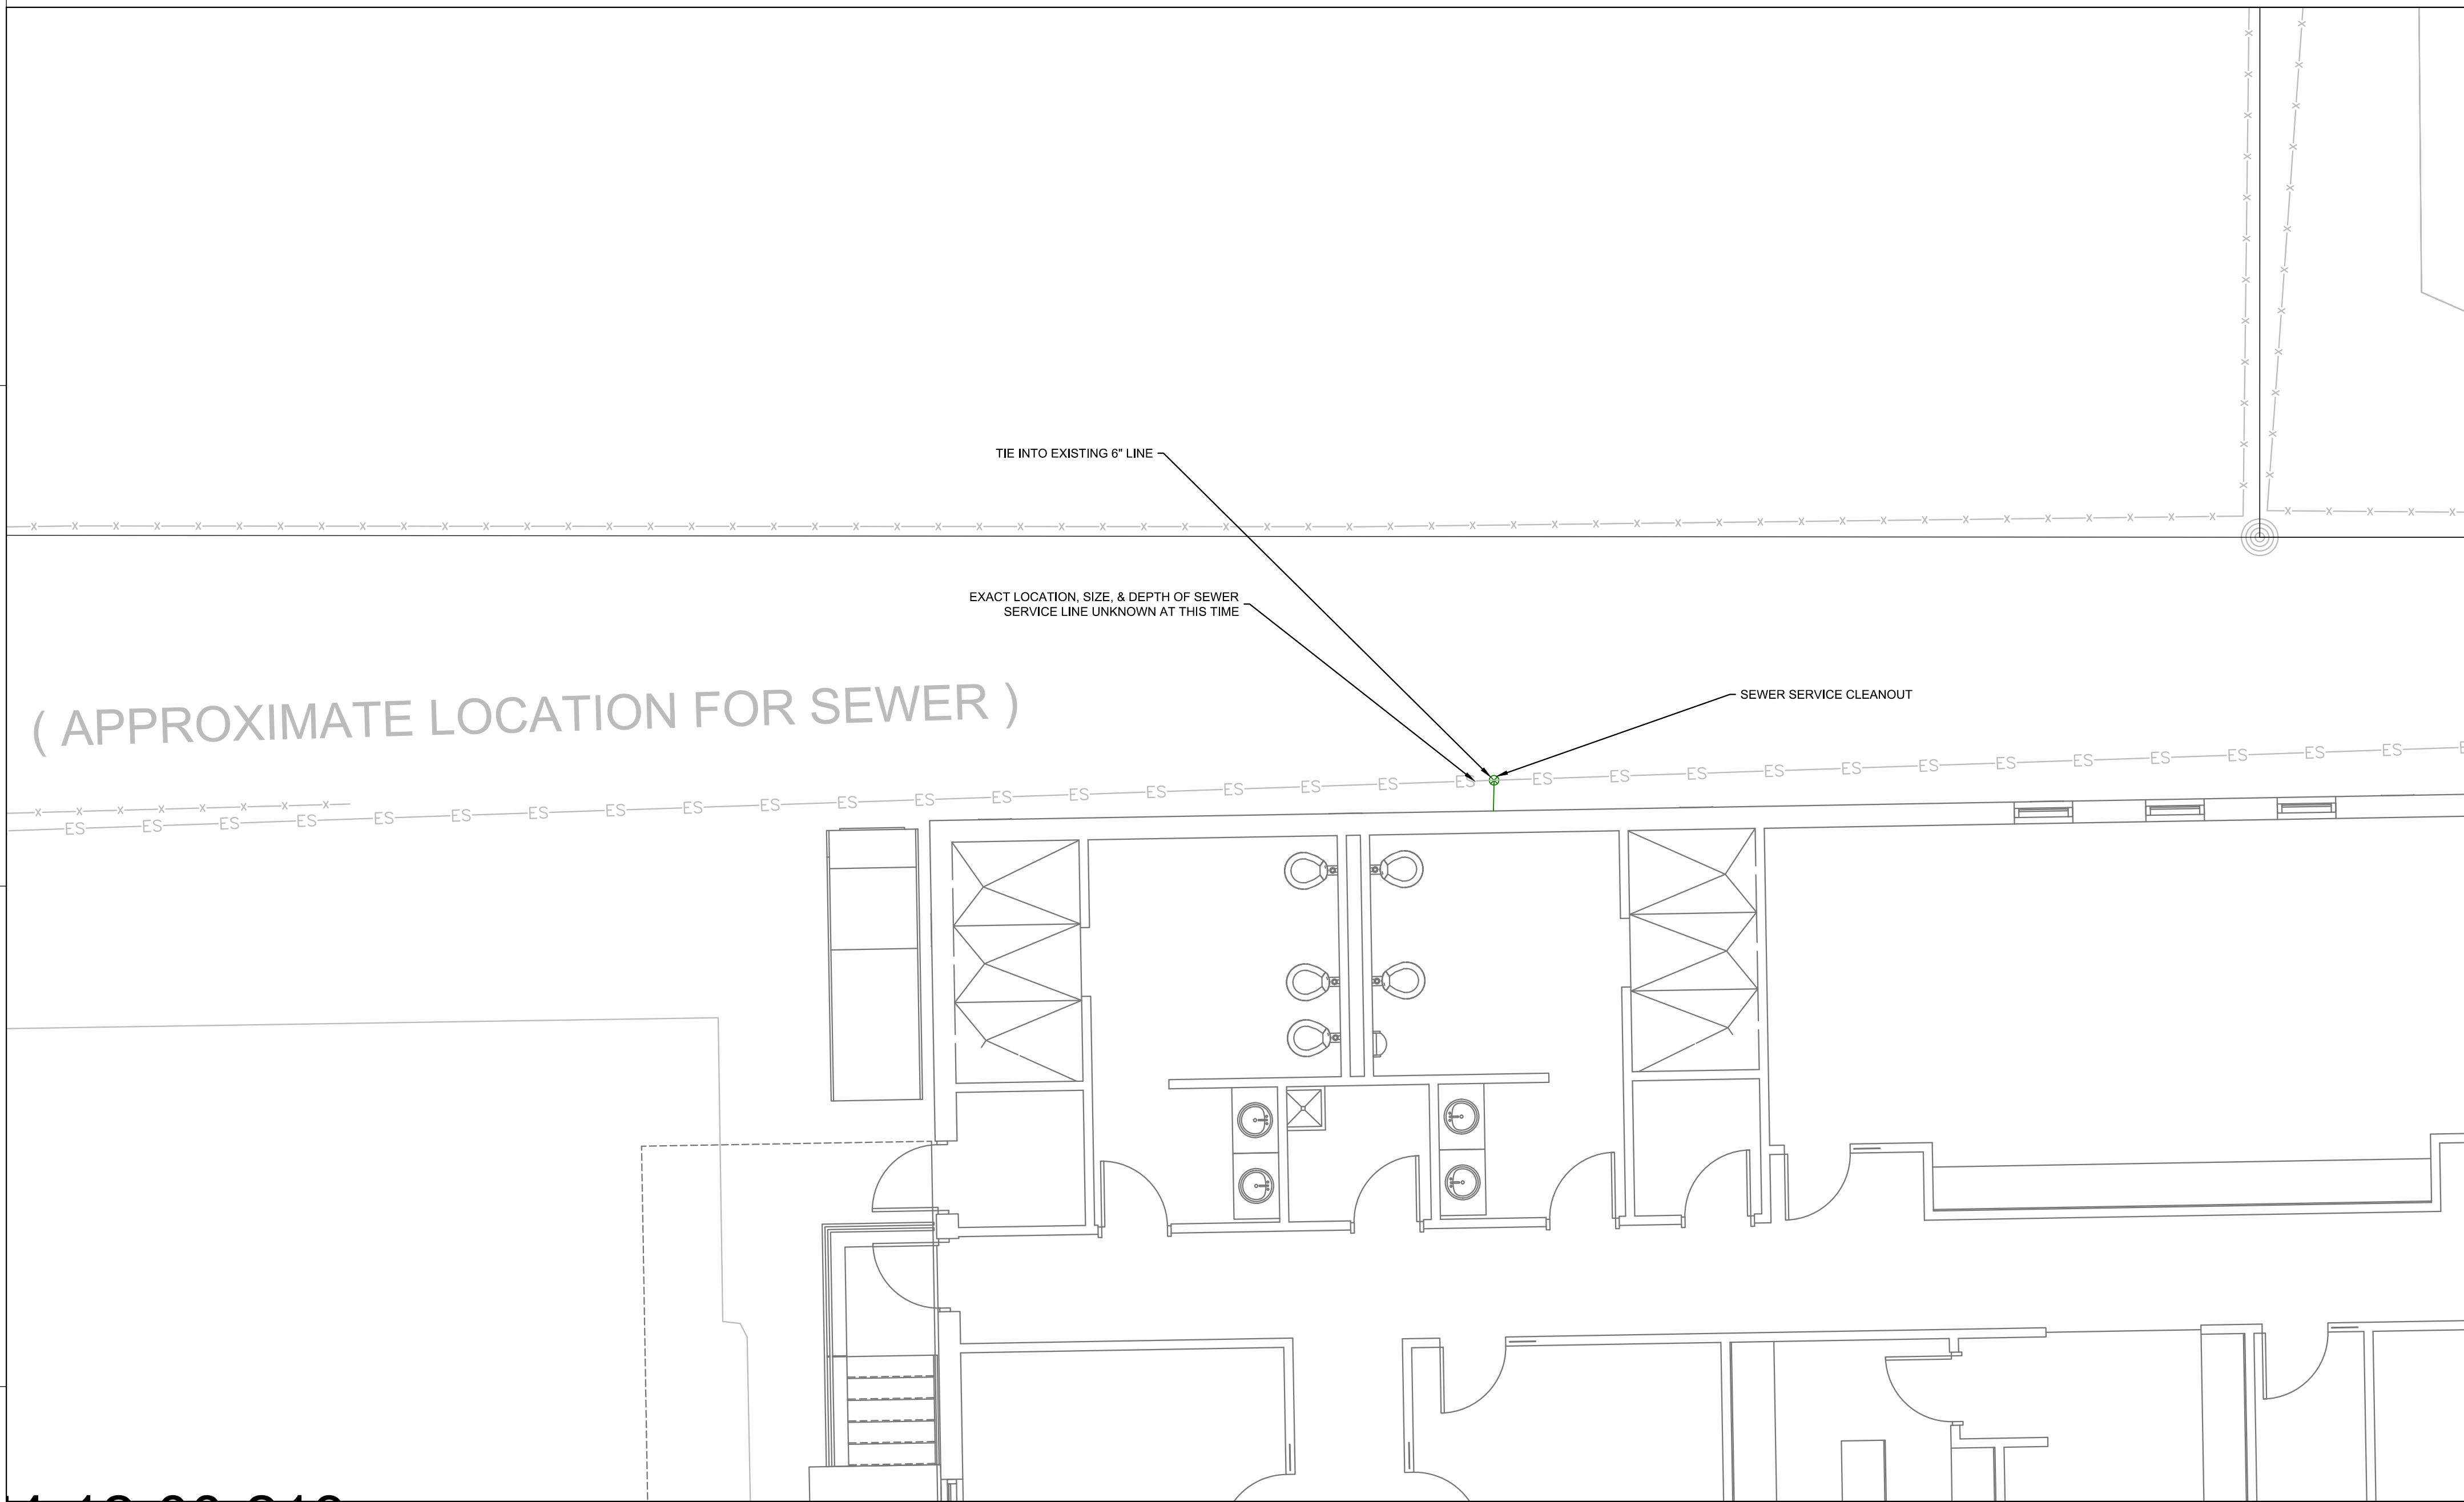 TIE INTO EXISTING 6" LINE
EXACT LOCATION, SIZE, & DEPTH OF SEWER
SERVICE LINE UNKNOWN AT THIS TIME
SEWER SERVICE CLEANOUT
( APPROXIMATE LOCATION FOR SEWER )
ES ES ES ES ES ES ES ES ES ES ES ES ES ES ES ES ES ES ES ES ES ES ES ES ES ES ES ES ES ES ES